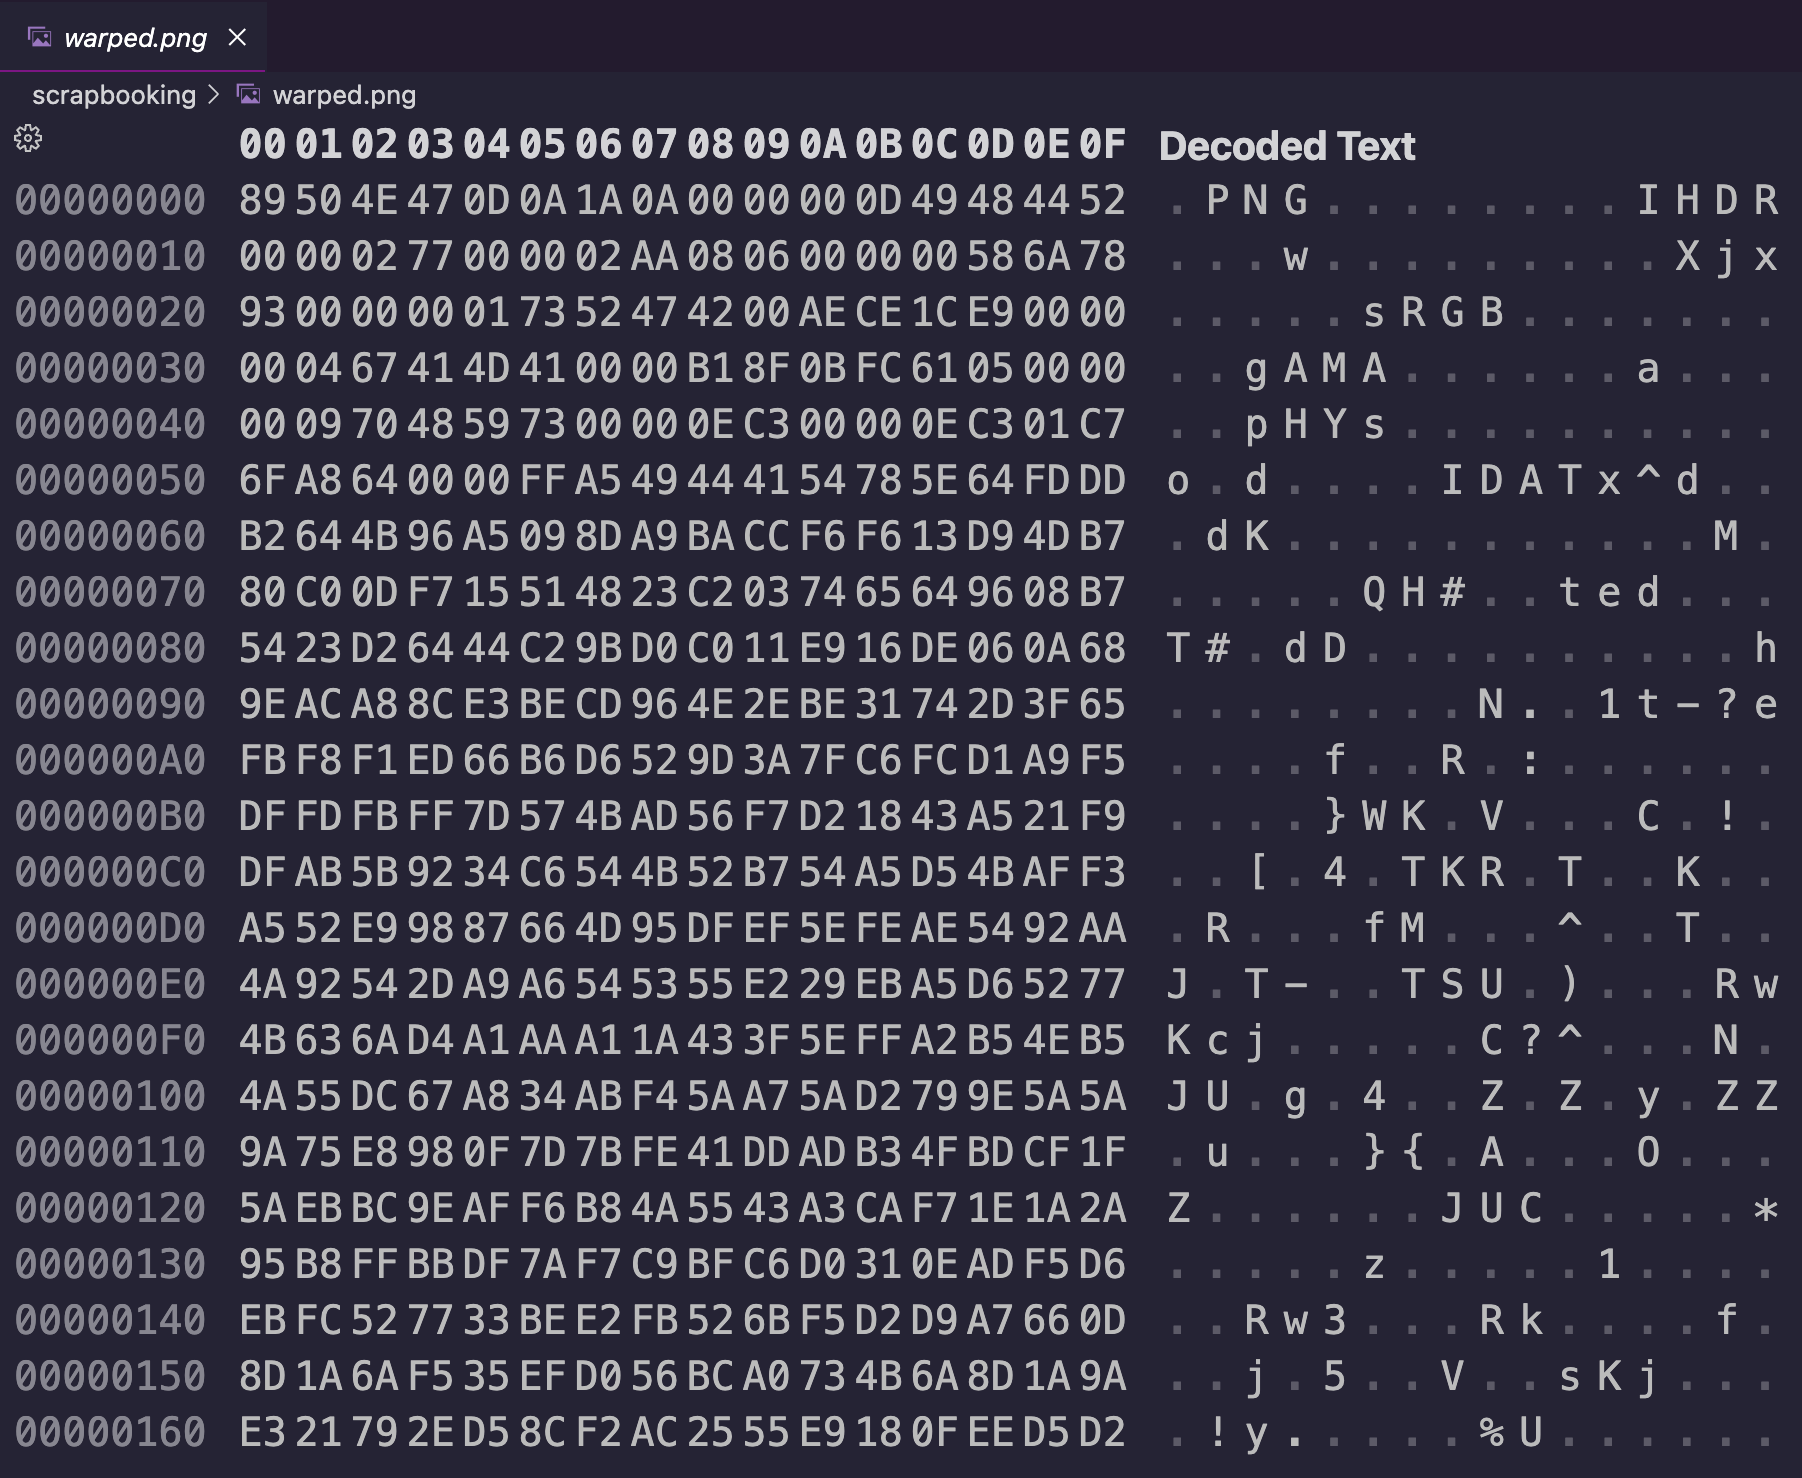 warped.png
scrapbooking > warped.png
00 01 02 03 04 05 06 07 08 09 0A 0B 0C 0D 0E 0F Decoded Text
00000000 89 50 4E 47 0D 0A 1A 0A 00 00 00 0D 49 48 44 52 . P N G . . . . . . . . I H D R
00000010 00 00 02 77 00 00 02 AA 08 06 00 00 00 58 6A 78 . . . w . . . . . . . . . X j x
00000020 93 00 00 00 01 73 52 47 42 00 AE CE 1C E9 00 00 . . . . . s R G B . . . . . . .
00000030 00 04 67 41 4D 41 00 00 B1 8F 0B FC 61 05 00 00 . . g A M A . . . . . . a . . .
00000040 00 09 70 48 59 73 00 00 0E C3 00 00 0E C3 01 C7 . . p H Y s . . . . . . . . . .
00000050 6F A8 64 00 00 FF A5 49 44 41 54 78 5E 64 FD DD o . d . . . . I D A T x ^ d . .
00000060 B2 64 4B 96 A5 09 8D A9 BA CC F6 F6 13 D9 4D B7 . d K . . . . . . . . . . . M .
00000070 80 C0 0D F7 15 51 48 23 C2 03 74 65 64 96 08 B7 . . . . . Q H # . . t e d . . .
00000080 54 23 D2 64 44 C2 9B D0 C0 11 E9 16 DE 06 0A 68 T # . d D . . . . . . . . . . h
00000090 9E AC A8 8C E3 BE CD 96 4E 2E BE 31 74 2D 3F 65 . . . . . . . . N . . 1 t - ? e
000000A0 FB F8 F1 ED 66 B6 D6 52 9D 3A 7F C6 FC D1 A9 F5 . . . . f . . R . : . . . . . .
000000B0 DF FD FB FF 7D 57 4B AD 56 F7 D2 18 43 A5 21 F9 . . . . } W K . V . . . C . ! .
000000C0 DF AB 5B 92 34 C6 54 4B 52 B7 54 A5 D5 4B AF F3 . . [ . 4 . T K R . T . . K . .
000000D0 A5 52 E9 98 87 66 4D 95 DF EF 5E FE AE 54 92 AA . R . . . f M . . . ^ . . T . .
000000E0 4A 92 54 2D A9 A6 54 53 55 E2 29 EB A5 D6 52 77 J . T - . . T S U . ) . . . R w
000000F0 4B 63 6A D4 A1 AA A1 1A 43 3F 5E FF A2 B5 4E B5 K c j . . . . . C ? ^ . . . N .
00000100 4A 55 DC 67 A8 34 AB F4 5A A7 5A D2 79 9E 5A 5A J U . g . 4 . . Z . Z . y . Z Z
00000110 9A 75 E8 98 0F 7D 7B FE 41 DD AD B3 4F BD CF 1F . u . . . } { . A . . . O . . .
00000120 5A EB BC 9E AF F6 B8 4A 55 43 A3 CA F7 1E 1A 2A Z . . . . . . J U C . . . . . *
00000130 95 B8 FF BB DF 7A F7 C9 BF C6 D0 31 0E AD F5 D6 . . . . . z . . . . . 1 . . . .
00000140 EB FC 52 77 33 BE E2 FB 52 6B F5 D2 D9 A7 66 0D . . R w 3 . . . R k . . . . f .
00000150 8D 1A 6A F5 35 EF D0 56 BC A0 73 4B 6A 8D 1A 9A . . j . 5 . . V . . s K j . . .
00000160 E3 21 79 2E D5 8C F2 AC 25 55 E9 18 0F EE D5 D2 . ! y . . . . . % U . . . . . .